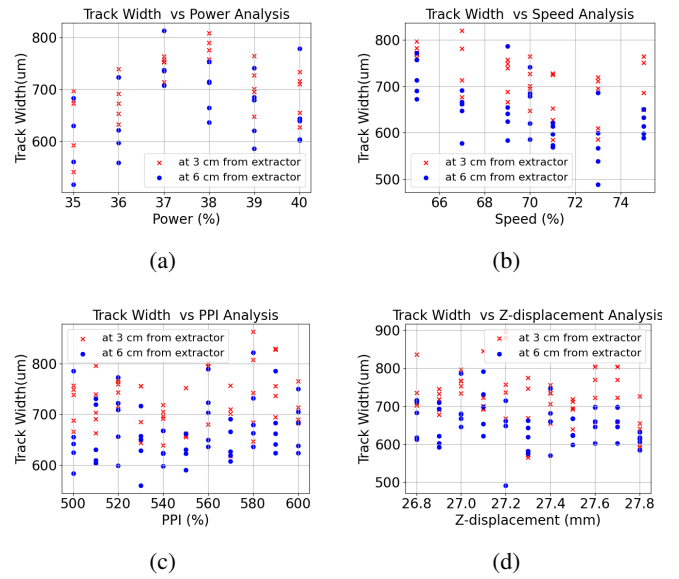 Track Width  vs Power Analysis
Track Width(um)
800
700
600
at 3 cm from extractor
at 6 cm from extractor
35 36 37 38 39 40
Power (%)
(a)
Track Width  vs Speed Analysis
Track Width(um)
800
700
600
500
at 3 cm from extractor
at 6 cm from extractor
66 68 70 72 74
Speed (%)
(b)
Track Width  vs PPI Analysis
Track Width(um)
800
700
600
at 3 cm from extractor
at 6 cm from extractor
500 520 540 560 580 600
PPI (%)
(c)
Track Width  vs Z-displacement Analysis
Track Width(um)
900
800
700
600
500
at 3 cm from extractor
at 6 cm from extractor
26.8 27.0 27.2 27.4 27.6 27.8
Z-displacement (mm)
(d)